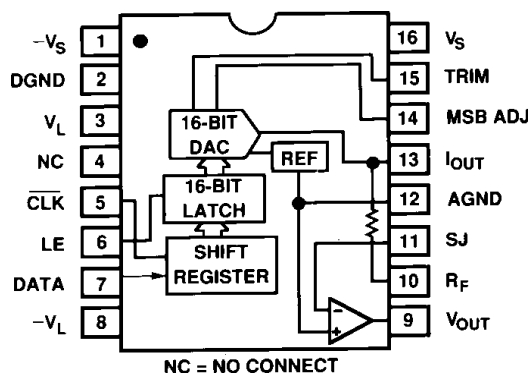 −VS 1
DGND 2
VL 3
NC 4
CLK 5
LE 6
DATA 7
−VL 8
16-BIT
DAC
REF
16-BIT
LATCH
SHIFT
REGISTER
−
+
16 VS
15 TRIM
14 MSB ADJ
13 IOUT
12 AGND
11 SJ
10 RF
9 VOUT
NC = NO CONNECT